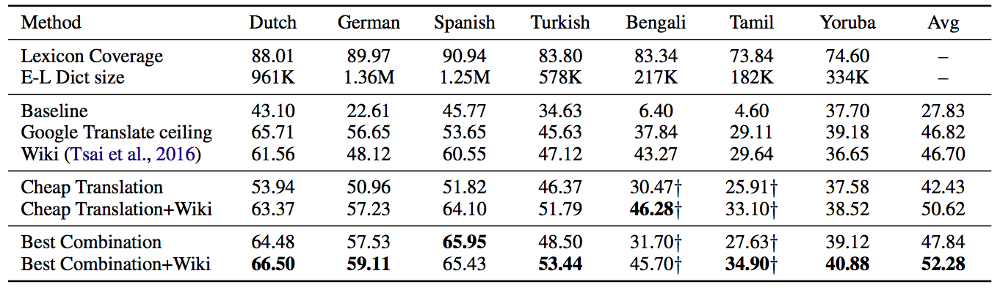 Method Dutch German Spanish Turkish Bengali Tamil Yoruba Avg
Lexicon Coverage 88.01 89.97 90.94 83.80 83.34 73.84 74.60 –
E-L Dict size 961K 1.36M 1.25M 578K 217K 182K 334K –
Baseline 43.10 22.61 45.77 34.63 6.40 4.60 37.70 27.83
Google Translate ceiling 65.71 56.65 53.65 45.63 37.84 29.11 39.18 46.82
Wiki (Tsai et al., 2016) 61.56 48.12 60.55 47.12 43.27 29.64 36.65 46.70
Cheap Translation 53.94 50.96 51.82 46.37 30.47† 25.91† 37.58 42.43
Cheap Translation+Wiki 63.37 57.23 64.10 51.79 46.28† 33.10† 38.52 50.62
Best Combination 64.48 57.53 65.95 48.50 31.70† 27.63† 39.12 47.84
Best Combination+Wiki 66.50 59.11 65.43 53.44 45.70† 34.90† 40.88 52.28